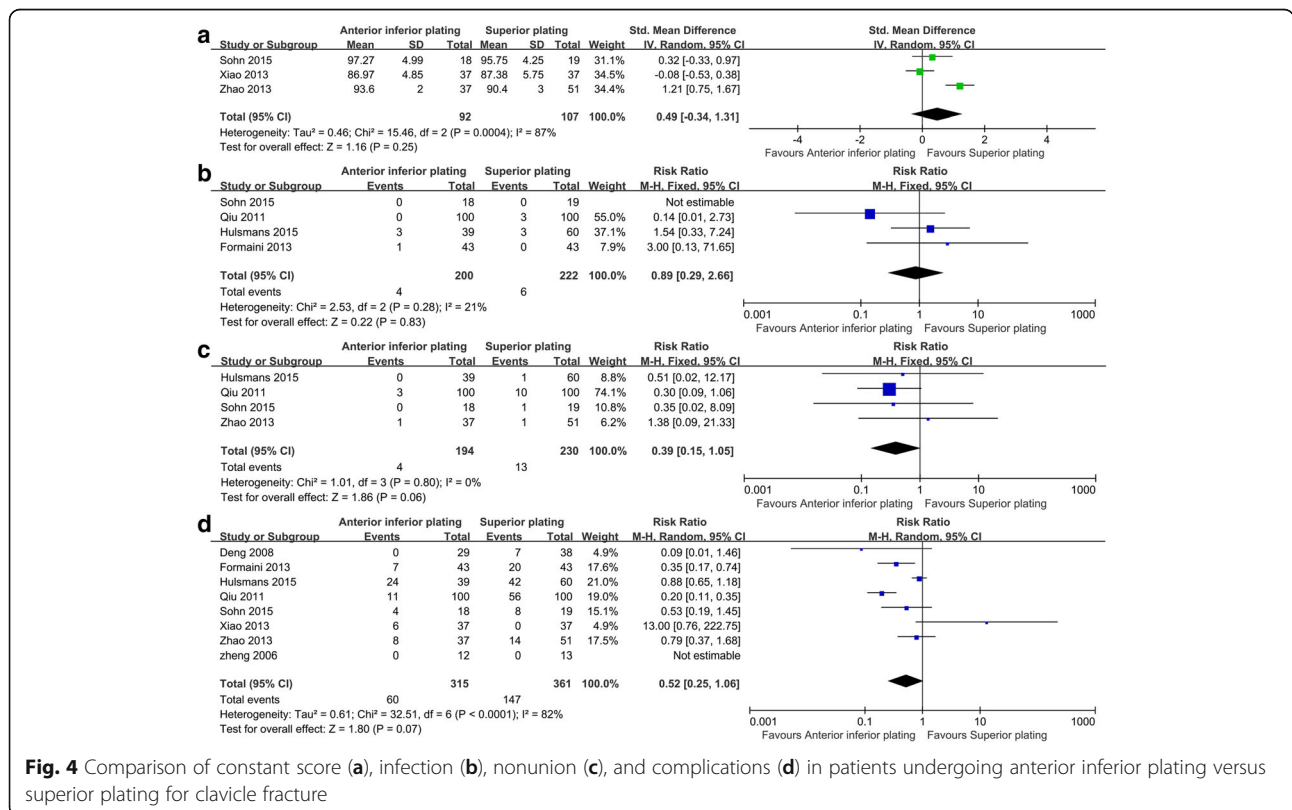 a
Anterior inferior plating Superior plating Std. Mean Difference Std. Mean Difference
Study or Subgroup Mean SD Total Mean SD Total Weight IV. Random. 95% CI IV. Random. 95% CI
Sohn 2015 97.27 4.99 18 95.75 4.25 19 31.1% 0.32 [-0.33, 0.97]
Xiao 2013 86.97 4.85 37 87.38 5.75 37 34.5% -0.08 [-0.53, 0.38]
Zhao 2013 93.6 2 37 90.4 3 51 34.4% 1.21 [0.75, 1.67]
Total (95% CI) 92 107 100.0% 0.49 [-0.34, 1.31]
Heterogeneity: Tau² = 0.46; Chi² = 15.46, df = 2 (P = 0.0004); I² = 87%
Test for overall effect: Z = 1.16 (P = 0.25)
-4 -2 0 2 4
Favours Anterior inferior plating Favours Superior plating
b
Anterior inferior plating Superior plating Risk Ratio Risk Ratio
Study or Subgroup Events Total Events Total Weight M-H. Fixed. 95% CI M-H. Fixed. 95% CI
Sohn 2015 0 18 0 19 Not estimable
Qiu 2011 0 100 3 100 55.0% 0.14 [0.01, 2.73]
Hulsmans 2015 3 39 3 60 37.1% 1.54 [0.33, 7.24]
Formaini 2013 1 43 0 43 7.9% 3.00 [0.13, 71.65]
Total (95% CI) 200 222 100.0% 0.89 [0.29, 2.66]
Total events 4 6
Heterogeneity: Chi² = 2.53, df = 2 (P = 0.28); I² = 21%
Test for overall effect: Z = 0.22 (P = 0.83)
0.001 0.1 1 10 1000
Favours Anterior inferior plating Favours Superior plating
c
Anterior inferior plating Superior plating Risk Ratio Risk Ratio
Study or Subgroup Events Total Events Total Weight M-H. Fixed. 95% CI M-H. Fixed. 95% CI
Hulsmans 2015 0 39 1 60 8.8% 0.51 [0.02, 12.17]
Qiu 2011 3 100 10 100 74.1% 0.30 [0.09, 1.06]
Sohn 2015 0 18 1 19 10.8% 0.35 [0.02, 8.09]
Zhao 2013 1 37 1 51 6.2% 1.38 [0.09, 21.33]
Total (95% CI) 194 230 100.0% 0.39 [0.15, 1.05]
Total events 4 13
Heterogeneity: Chi² = 1.01, df = 3 (P = 0.80); I² = 0%
Test for overall effect: Z = 1.86 (P = 0.06)
0.001 0.1 1 10 1000
Favours Anterior inferior plating Favours Superior plating
d
Anterior inferior plating Superior plating Risk Ratio Risk Ratio
Study or Subgroup Events Total Events Total Weight M-H. Random. 95% CI M-H. Random. 95% CI
Deng 2008 0 29 7 38 4.9% 0.09 [0.01, 1.46]
Formaini 2013 7 43 20 43 17.6% 0.35 [0.17, 0.74]
Hulsmans 2015 24 39 42 60 21.0% 0.88 [0.65, 1.18]
Qiu 2011 11 100 56 100 19.0% 0.20 [0.11, 0.35]
Sohn 2015 4 18 8 19 15.1% 0.53 [0.19, 1.45]
Xiao 2013 6 37 0 37 4.9% 13.00 [0.76, 222.75]
Zhao 2013 8 37 14 51 17.5% 0.79 [0.37, 1.68]
zheng 2006 0 12 0 13 Not estimable
Total (95% CI) 315 361 100.0% 0.52 [0.25, 1.06]
Total events 60 147
Heterogeneity: Tau² = 0.61; Chi² = 32.51, df = 6 (P < 0.0001); I² = 82%
Test for overall effect: Z = 1.80 (P = 0.07)
0.001 0.1 1 10 1000
Favours Anterior inferior plating Favours Superior plating
Fig. 4 Comparison of constant score (a), infection (b), nonunion (c), and complications (d) in patients undergoing anterior inferior plating versus
superior plating for clavicle fracture